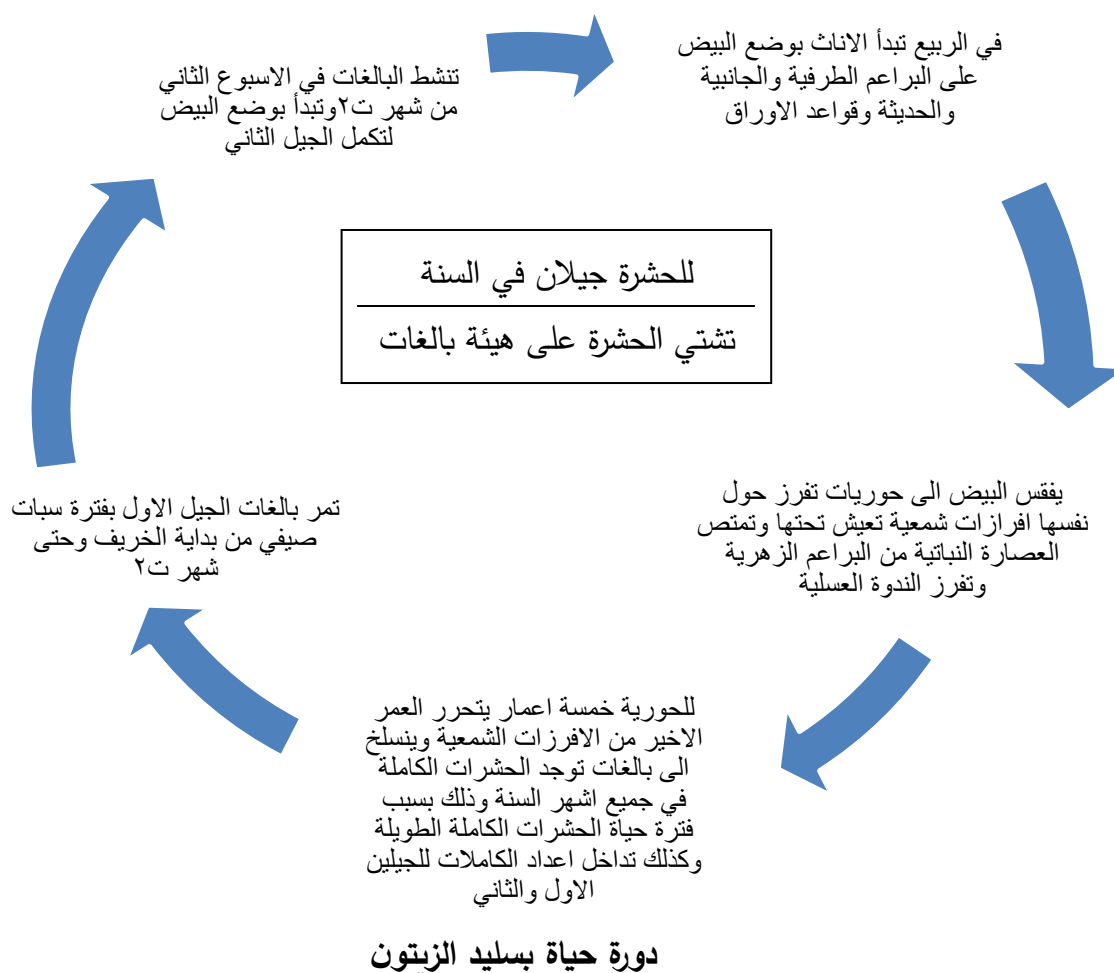 في الربيع تبدأ الاناث بوضع البيض
على البراعم الطرفية والجانبية
والحديثة وقواعد الاوراق
يفقس البيض الى حوريات تفرز حول
نفسها افرازات شمعية تعيش تحتها وتمتص
العصارة النباتية من البراعم الزهرية
وتفرز الندوة العسلية
للحورية خمسة اعمار يتحرر العمر
الاخير من الافرزات الشمعية وينسلخ
الى بالغات توجد الحشرات الكاملة
في جميع اشهر السنة وذلك بسبب
فترة حياة الحشرات الكاملة الطويلة
وكذلك تداخل اعداد الكاملات للجيلين
الاول والثاني
تمر بالغات الجيل الاول بفترة سبات
صيفي من بداية الخريف وحتى
شهر ت٢
تنشط البالغات في الاسبوع الثاني
من شهر ت٢وتبدأ بوضع البيض
لتكمل الجيل الثاني
للحشرة جيلان في السنة
تشتي الحشرة على هيئة بالغات
دورة حياة بسليد الزيتون